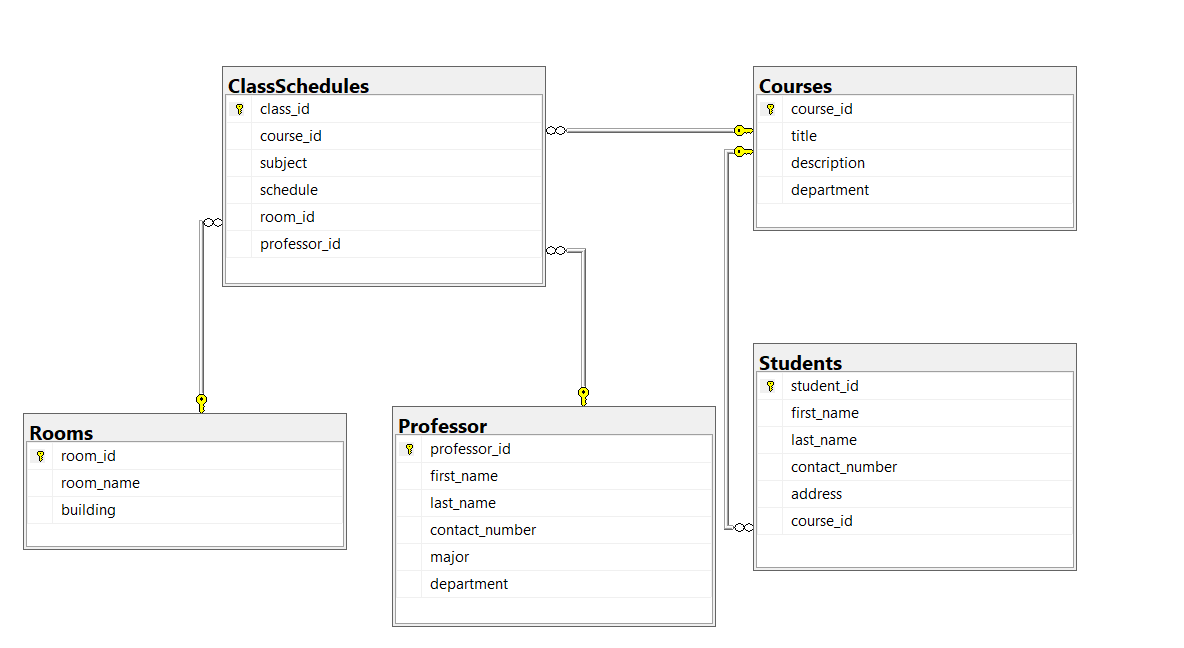 ClassSchedules
class_id
course_id
subject
schedule
room_id
professor_id
Courses
course_id
title
description
department
Rooms
room_id
room_name
building
Professor
professor_id
first_name
last_name
contact_number
major
department
Students
student_id
first_name
last_name
contact_number
address
course_id